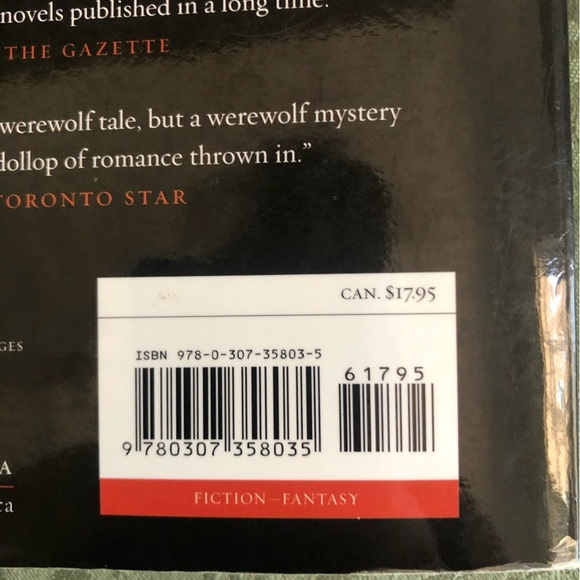 novels published in a long time.
THE GAZETTE
werewolf tale, but a werewolf mystery
dollop of romance thrown in.”
TORONTO STAR
CAN. $17.95
GES
ISBN 978-0-307-35803-5
61795
9 780307 358035
A
ca
FICTION—FANTASY